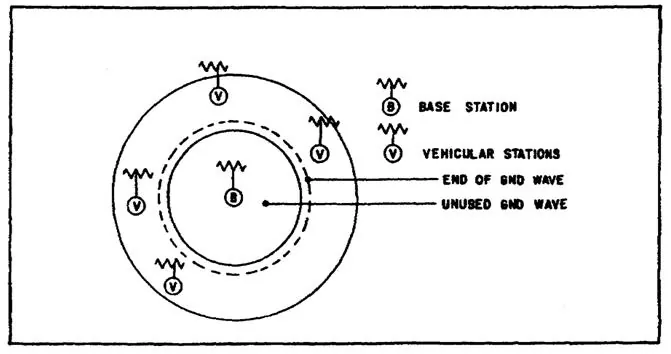 V
V
V
B
V
B BASE STATION
V VEHICULAR STATIONS
END OF GND WAVE
UNUSED GND WAVE